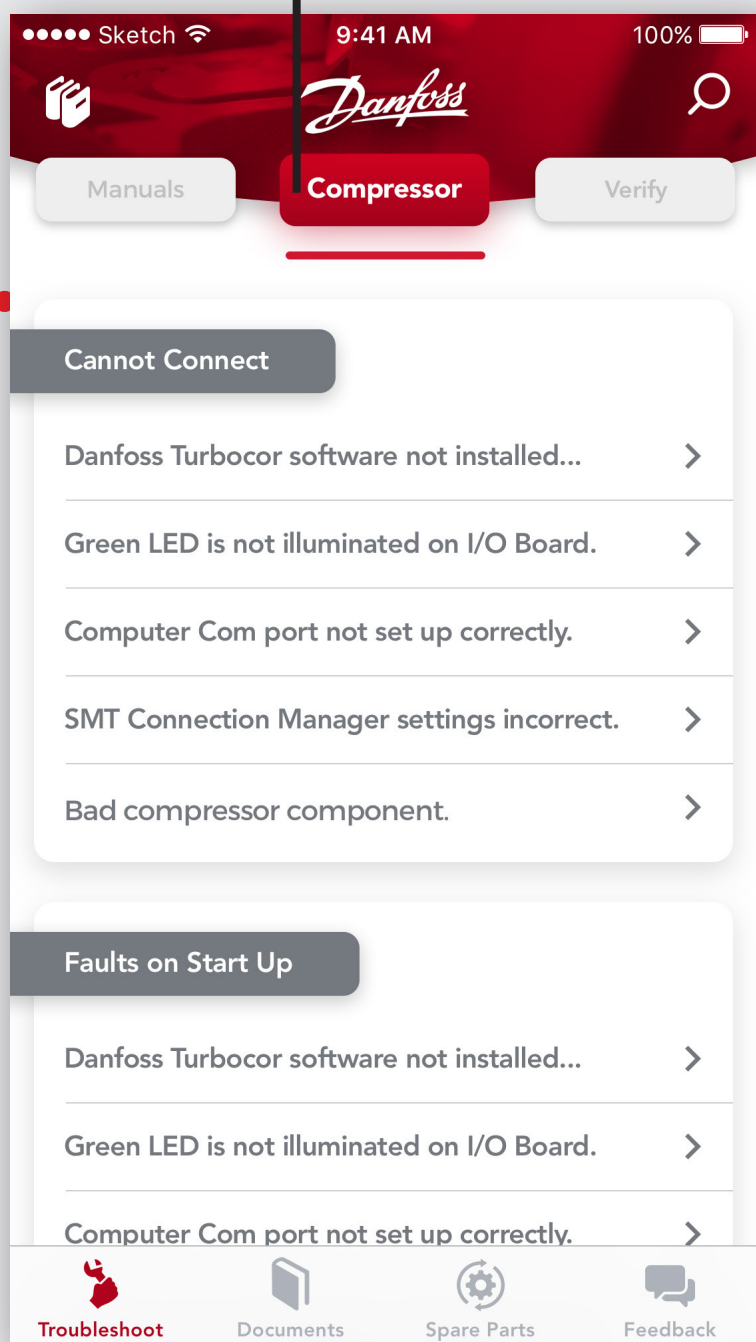 Sketch 9:41 AM 100%
Danfoss
Manuals Compressor Verify
Cannot Connect
Danfoss Turbocor software not installed...
Green LED is not illuminated on I/O Board.
Computer Com port not set up correctly.
SMT Connection Manager settings incorrect.
Bad compressor component.
Faults on Start Up
Danfoss Turbocor software not installed...
Green LED is not illuminated on I/O Board.
Computer Com port not set up correctly.
Troubleshoot Documents Spare Parts Feedback